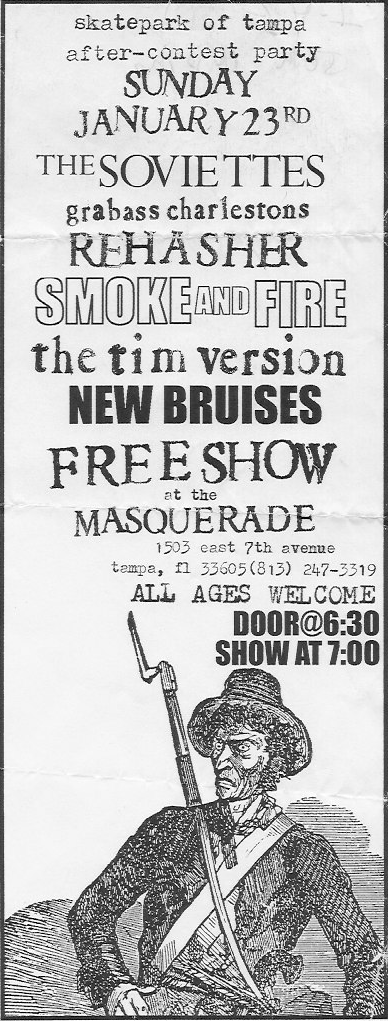 skatepark of tampa
after-contest party
SUNDAY
JANUARY 23RD
THE SOVIETTES
grabass charlestons
REHASHER
SMOKE AND FIRE
the tim version
NEW BRUISES
FREE SHOW
at the
MASQUERADE
1503 east 7th avenue
tampa, fl 33605(813) 247-3319
ALL AGES WELCOME
DOOR@6:30
SHOW AT 7:00